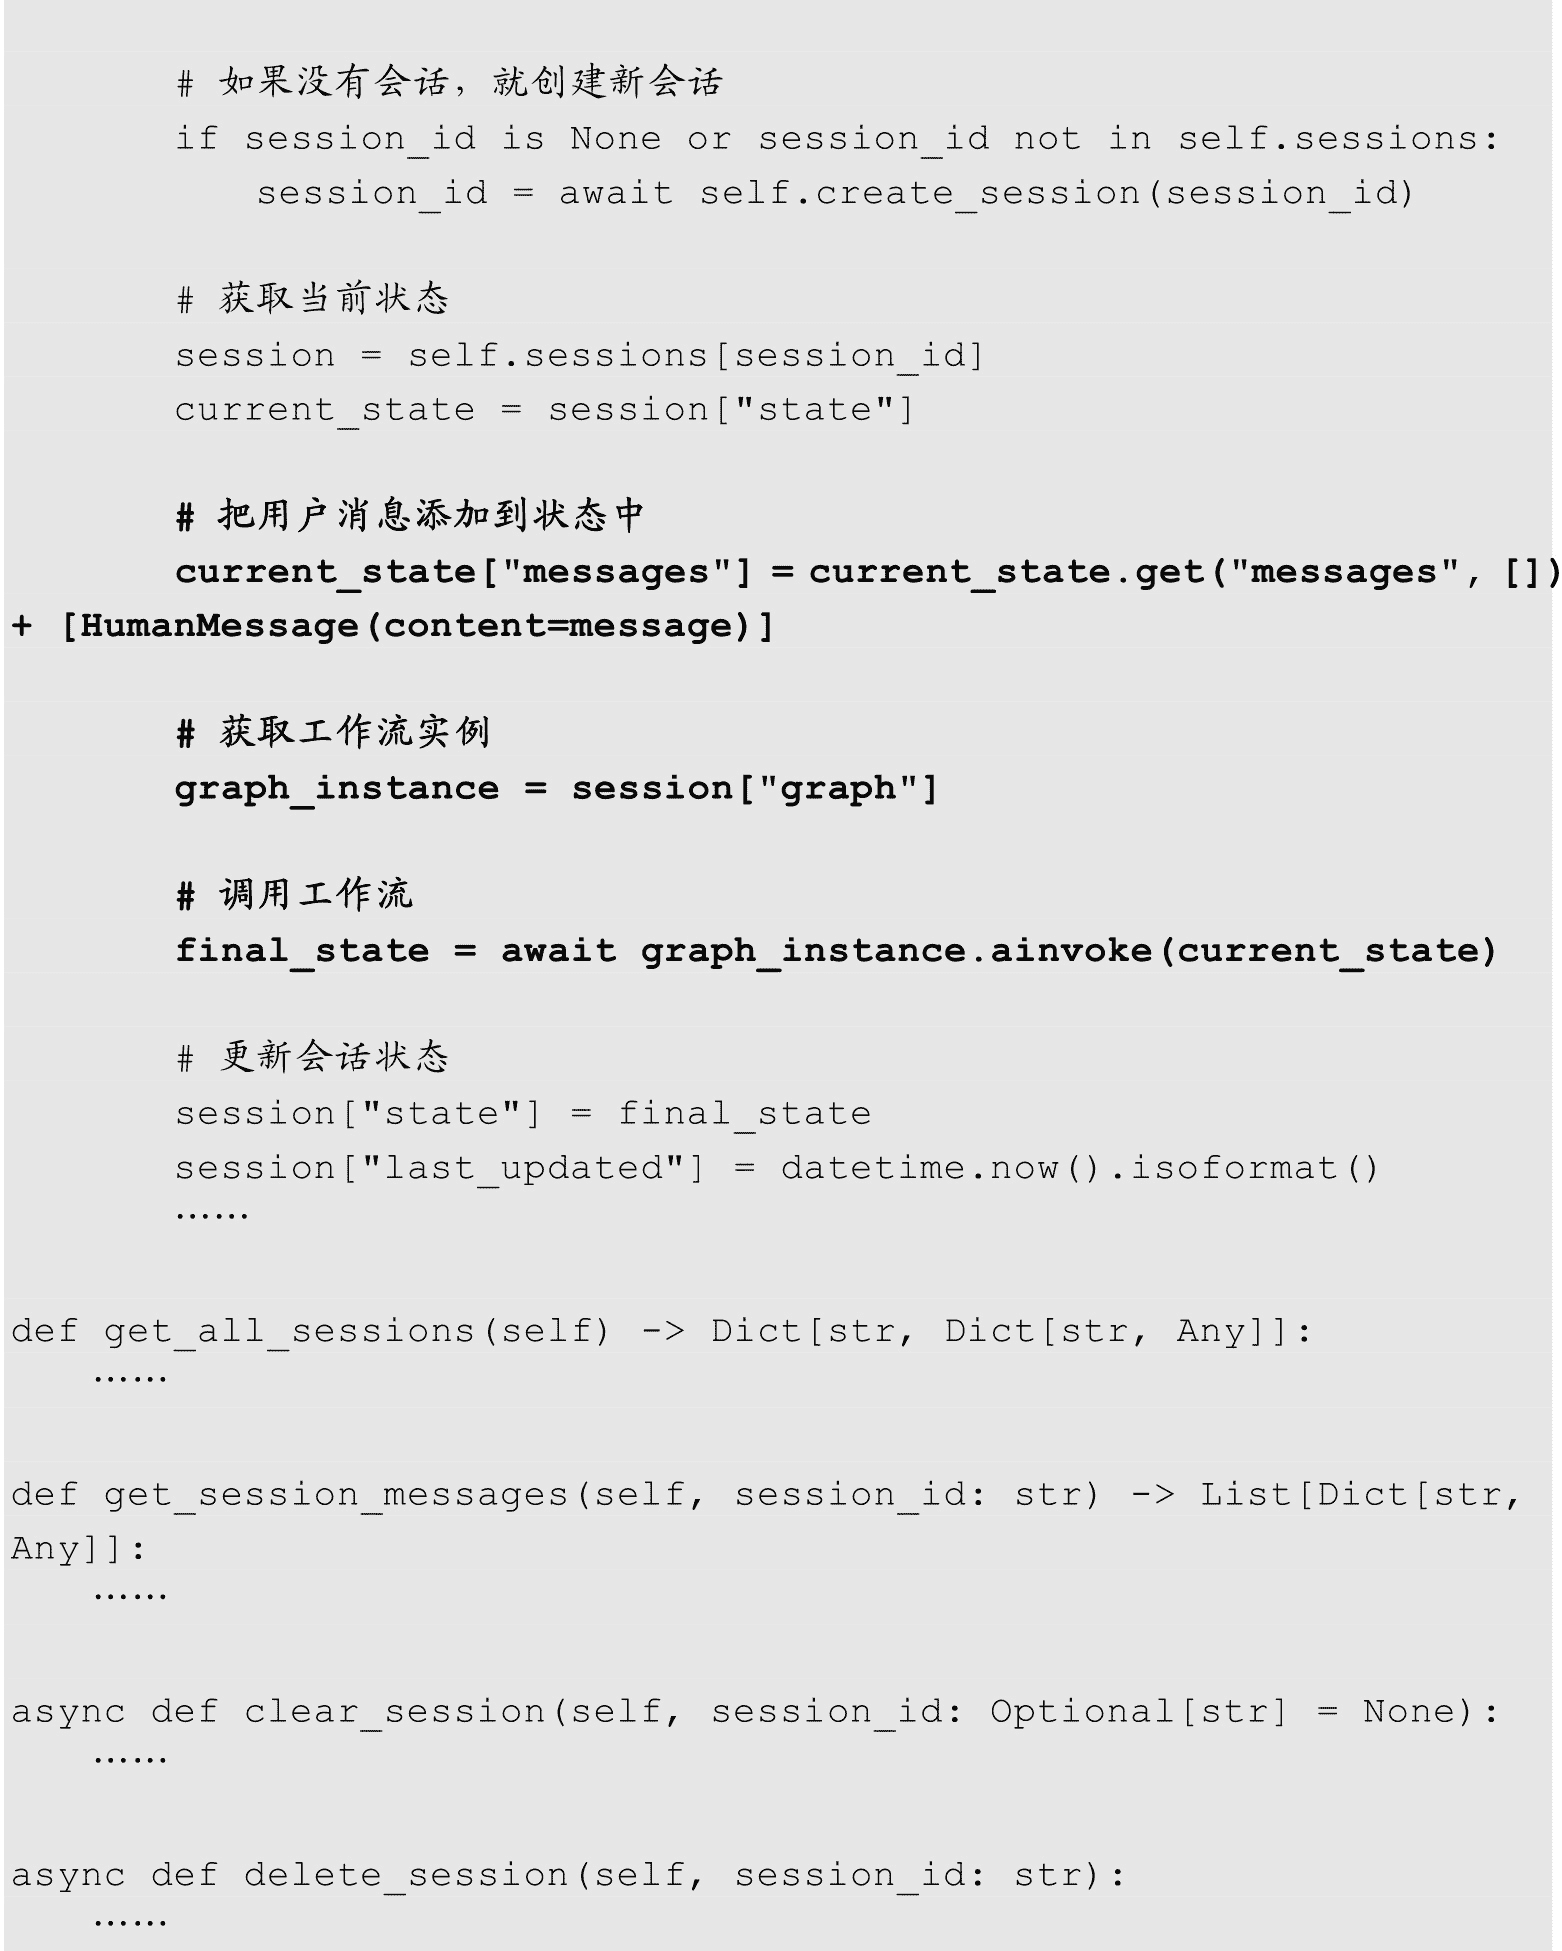 # 如果没有会话，就创建新会话
if session_id is None or session_id not in self.sessions:
session_id = await self.create_session(session_id)
# 获取当前状态
session = self.sessions[session_id]
current_state = session["state"]
# 把用户消息添加到状态中
current_state["messages"] = current_state.get("messages", [])
+ [HumanMessage(content=message)]
# 获取工作流实例
graph_instance = session["graph"]
# 调用工作流
final_state = await graph_instance.ainvoke(current_state)
# 更新会话状态
session["state"] = final_state
session["last_updated"] = datetime.now().isoformat()
……
def get_all_sessions(self) -> Dict[str, Dict[str, Any]]:
……
def get_session_messages(self, session_id: str) -> List[Dict[str,
Any]]:
……
async def clear_session(self, session_id: Optional[str] = None):
……
async def delete_session(self, session_id: str):
……